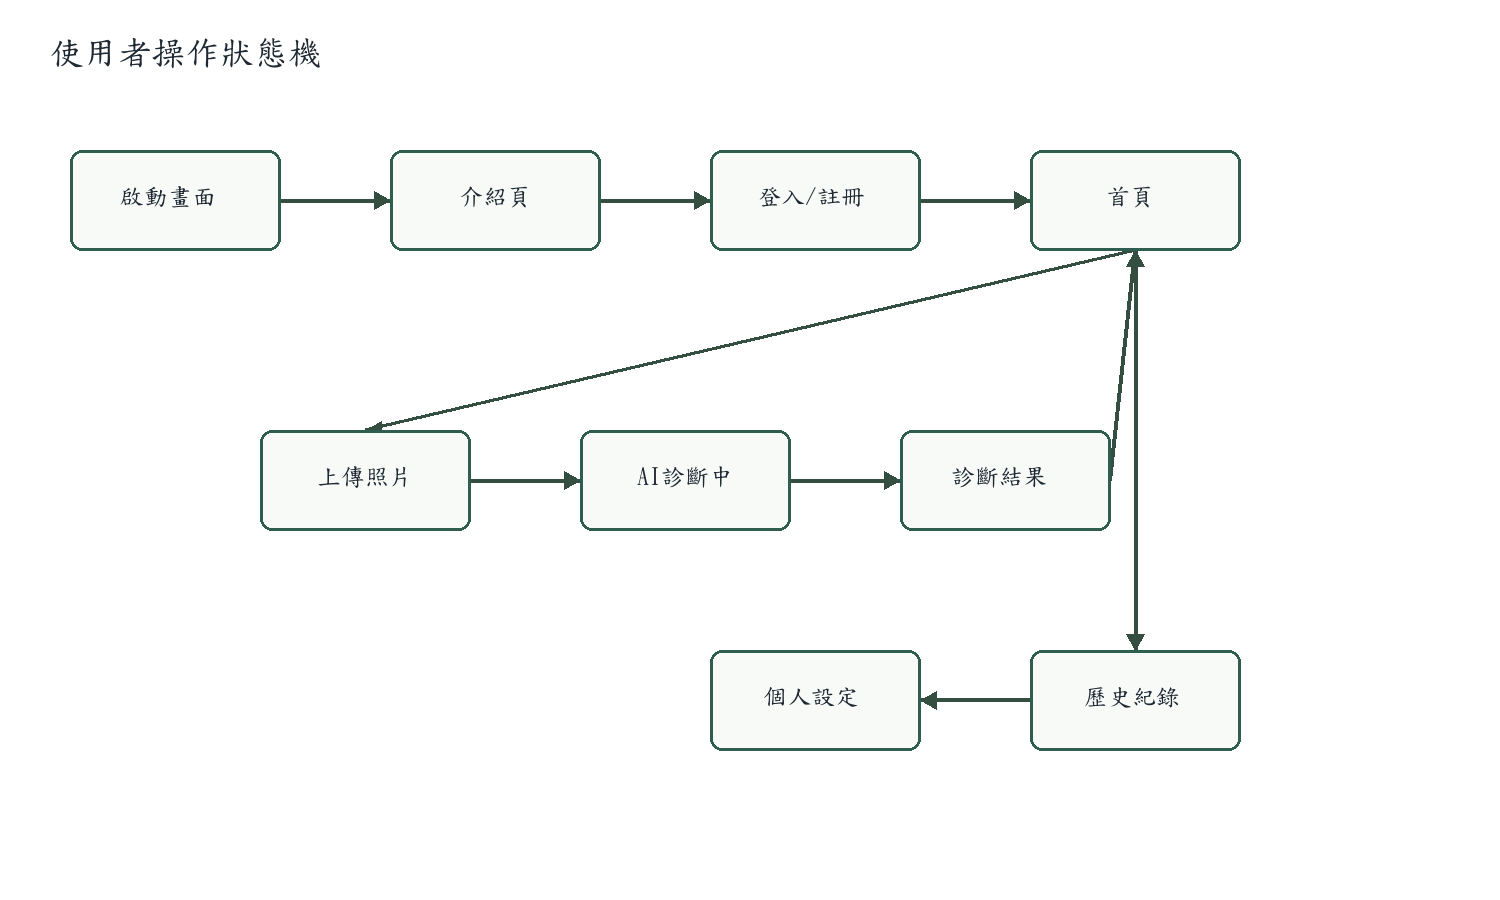 使用者操作狀態機
啟動畫面
介紹頁
登入/註冊
首頁
上傳照片
AI診斷中
診斷結果
個人設定
歷史紀錄